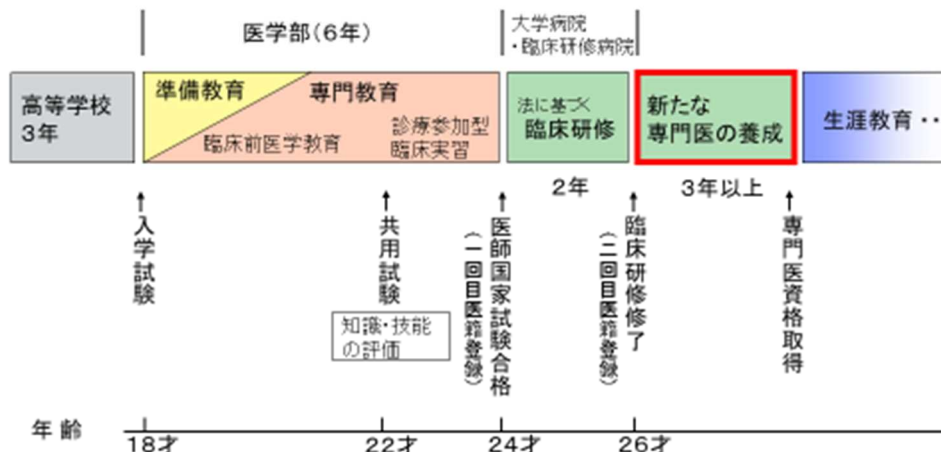 医学部(6年)
大学病院
・臨床研修病院
高等学校
3年
準備教育
専門教育
臨床前医学教育
診療参加型
臨床実習
法に基づく
臨床研修
新たな
専門医の養成
生涯教育・・
2年
3年以上
↑入学試験
↑共用試験
知識・技能
の評価
↑医師国家試験合格
(一回目医籍登録)
↑臨床研修修了
(二回目医籍登録)
↑専門医資格取得
年齢
18才
22才
24才
26才